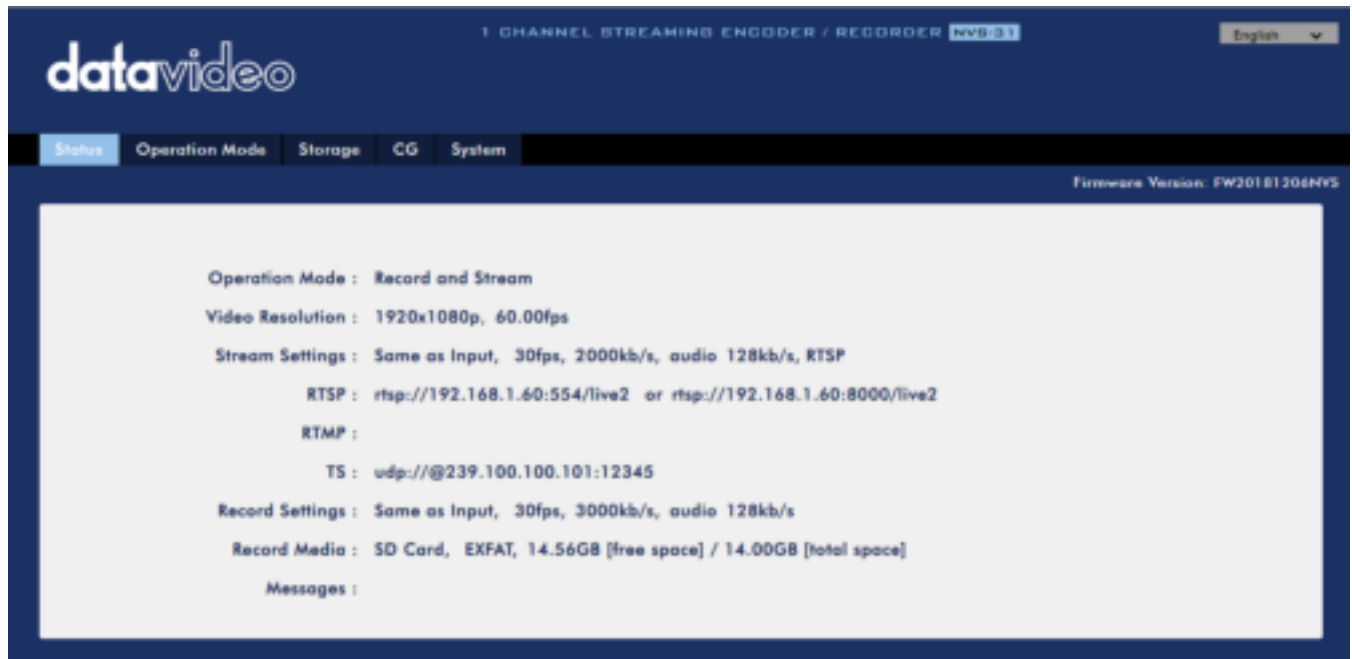 1 CHANNEL STREAMING ENCODER / RECORDER NVS-31
English
datavideo
Status Operation Mode Storage CG System
Firmware Version: FW20181206NVS
Operation Mode : Record and Stream
Video Resolution : 1920x1080p, 60.00fps
Stream Settings : Same as Input, 30fps, 2000kb/s, audio 128kb/s, RTSP
RTSP : rtsp://192.168.1.60:554/live2 or rtsp://192.168.1.60:8000/live2
RTMP :
TS : udp://@239.100.100.101:12345
Record Settings : Same as Input, 30fps, 3000kb/s, audio 128kb/s
Record Media : SD Card, EXFAT, 14.56GB [free space] / 14.00GB [total space]
Messages :